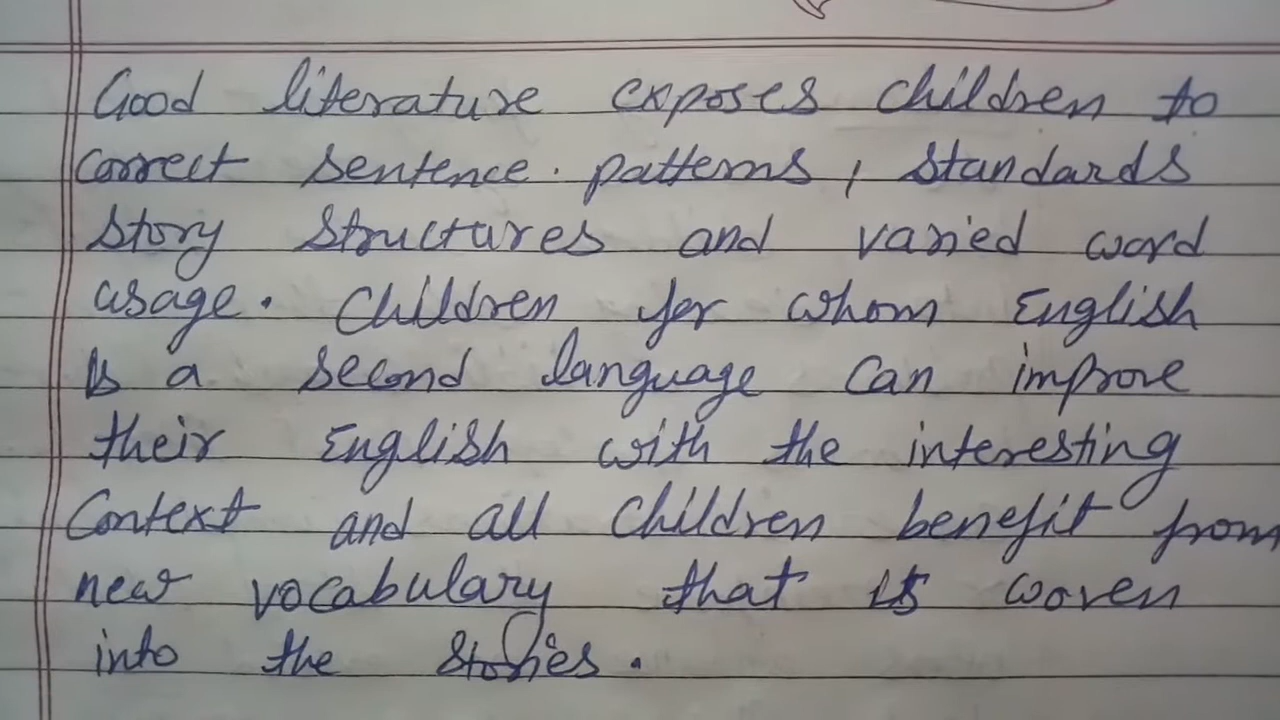 Good literature exposes children to
correct sentence. patterns, standards
story structures and varied word
usage. Children for whom English
is a second language can improve
their English with the interesting
Context and all children benefit from
new vocabulary that is woven
into the stories.